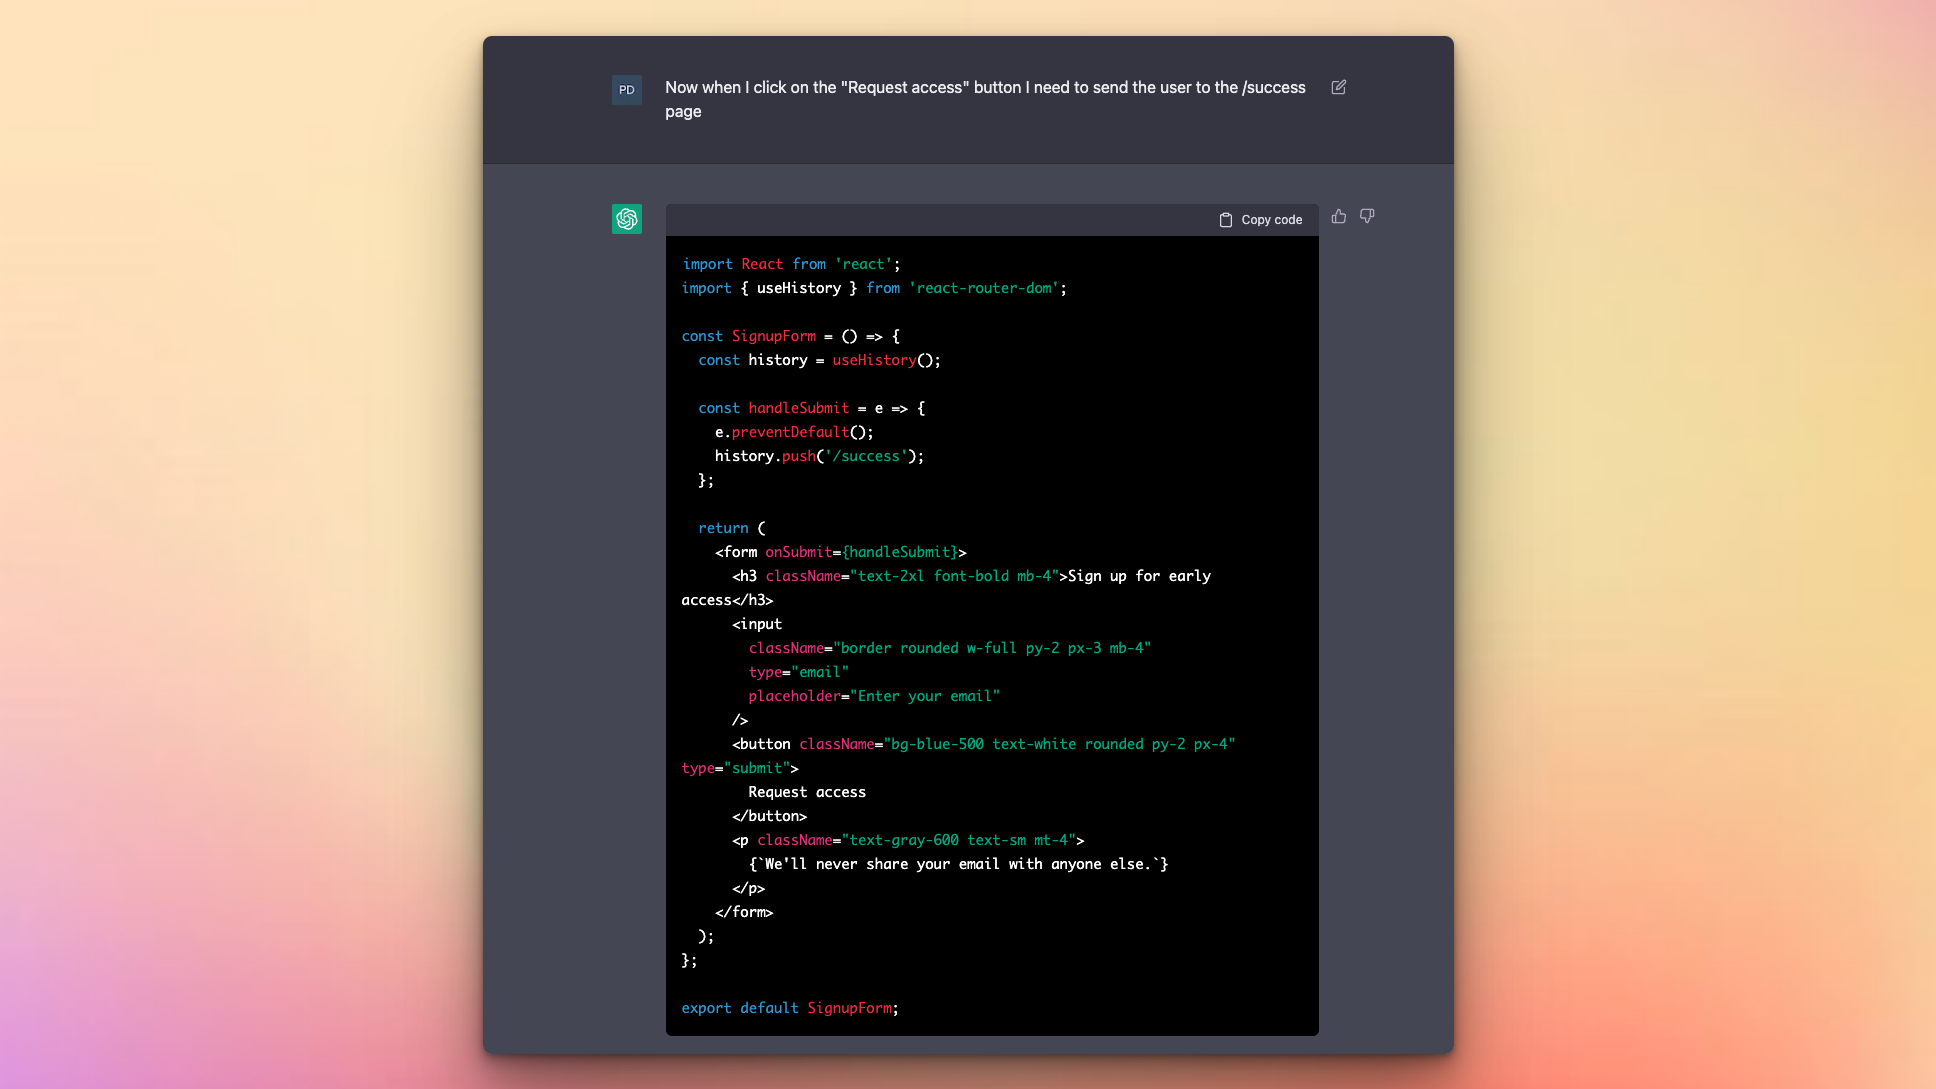 PD
Now when I click on the "Request access" button I need to send the user to the /success
page
Copy code
import React from 'react';
import { useHistory } from 'react-router-dom';
const SignupForm = () => {
  const history = useHistory();
  const handleSubmit = e => {
    e.preventDefault();
    history.push('/success');
  };
  return (
    <form onSubmit={handleSubmit}>
      <h3 className="text-2xl font-bold mb-4">Sign up for early
access</h3>
      <input
        className="border rounded w-full py-2 px-3 mb-4"
        type="email"
        placeholder="Enter your email"
      />
      <button className="bg-blue-500 text-white rounded py-2 px-4"
type="submit">
        Request access
      </button>
      <p className="text-gray-600 text-sm mt-4">
        {`We'll never share your email with anyone else.`}
      </p>
    </form>
  );
};
export default SignupForm;